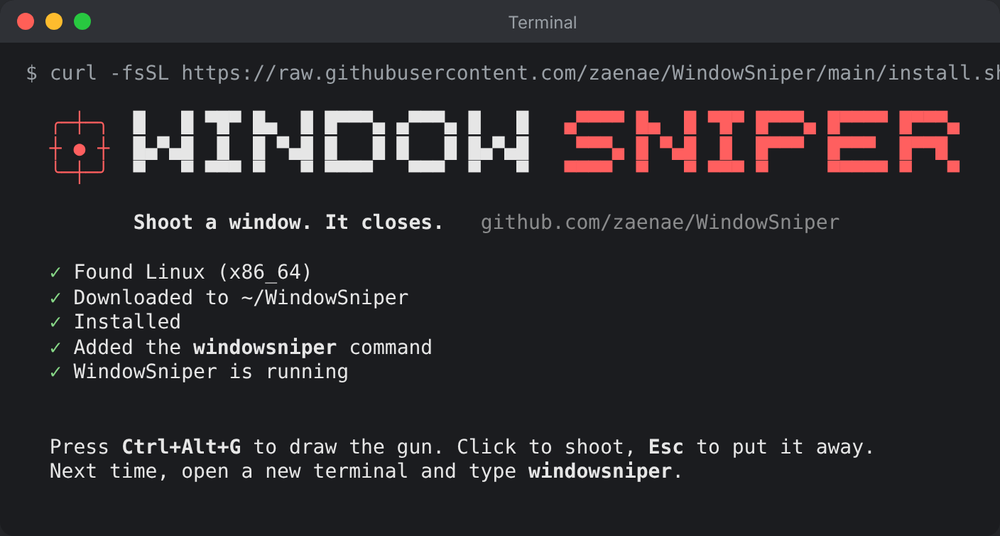 Terminal
$ curl -fsSL https://raw.githubusercontent.com/zaenae/WindowSniper/main/install.sh
WINDOW SNIPER
Shoot a window. It closes. github.com/zaenae/WindowSniper
✓ Found Linux (x86_64)
✓ Downloaded to ~/WindowSniper
✓ Installed
✓ Added the windowsniper command
✓ WindowSniper is running
Press Ctrl+Alt+G to draw the gun. Click to shoot, Esc to put it away.
Next time, open a new terminal and type windowsniper.